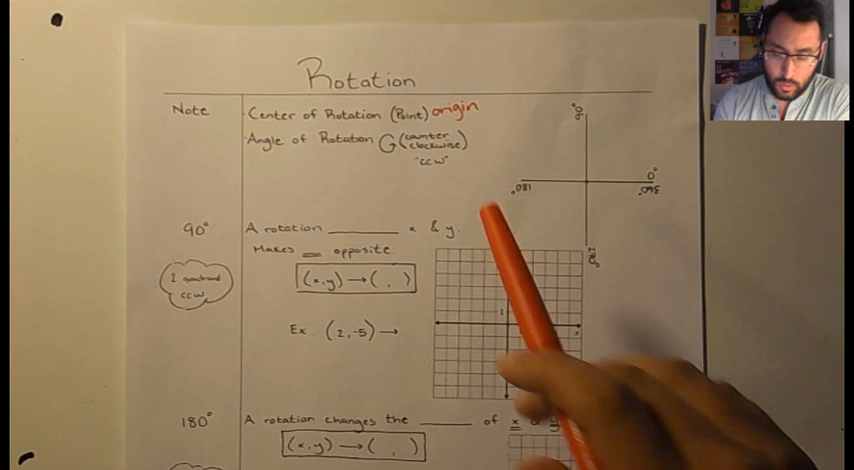 Rotation
Note
Center of Rotation (Point) origin
Angle of Rotation (counter clockwise)
"CCW"
90°
0°
180°
360°
270°
90°
A rotation ______ x & y.
Makes __ opposite.
1 quadrant
CCW
(x,y) → ( , )
1
x
Ex. (2,-5) →
180°
A rotation changes the ______ of x & y
(x,y) → ( , )